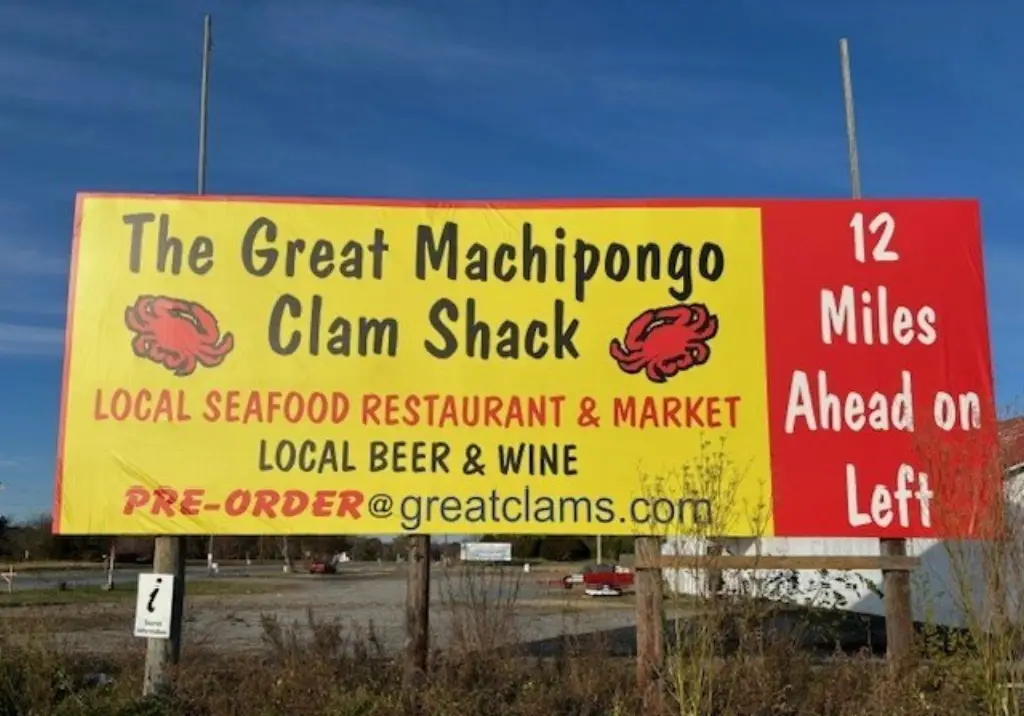 The Great Machipongo
Clam Shack
LOCAL SEAFOOD RESTAURANT & MARKET
LOCAL BEER & WINE
PRE-ORDER@greatclams.com
12
Miles
Ahead on
Left
i